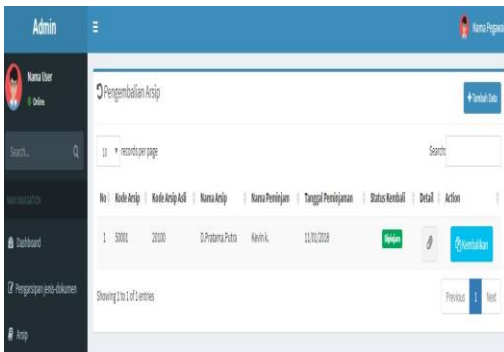 Admin
Nama Pegawai
Nama User
Online
Search...
MAIN NAVIGATION
Dashboard
Pengarsipan jenis-dokumen
Arsip
Pengembalian Arsip
+Tambah Data
10 records per page
Search:
No Kode Arsip Kode Arsip Asli Nama Arsip Nama Peminjam Tanggal Peminjaman Status Kembali Detail Action
1 50001 20100 D.Pratama.Putra Kevin k. 11/01/2018 Dipinjam Kembalikan
Showing 1 to 1 of 1 entries
Previous 1 Next